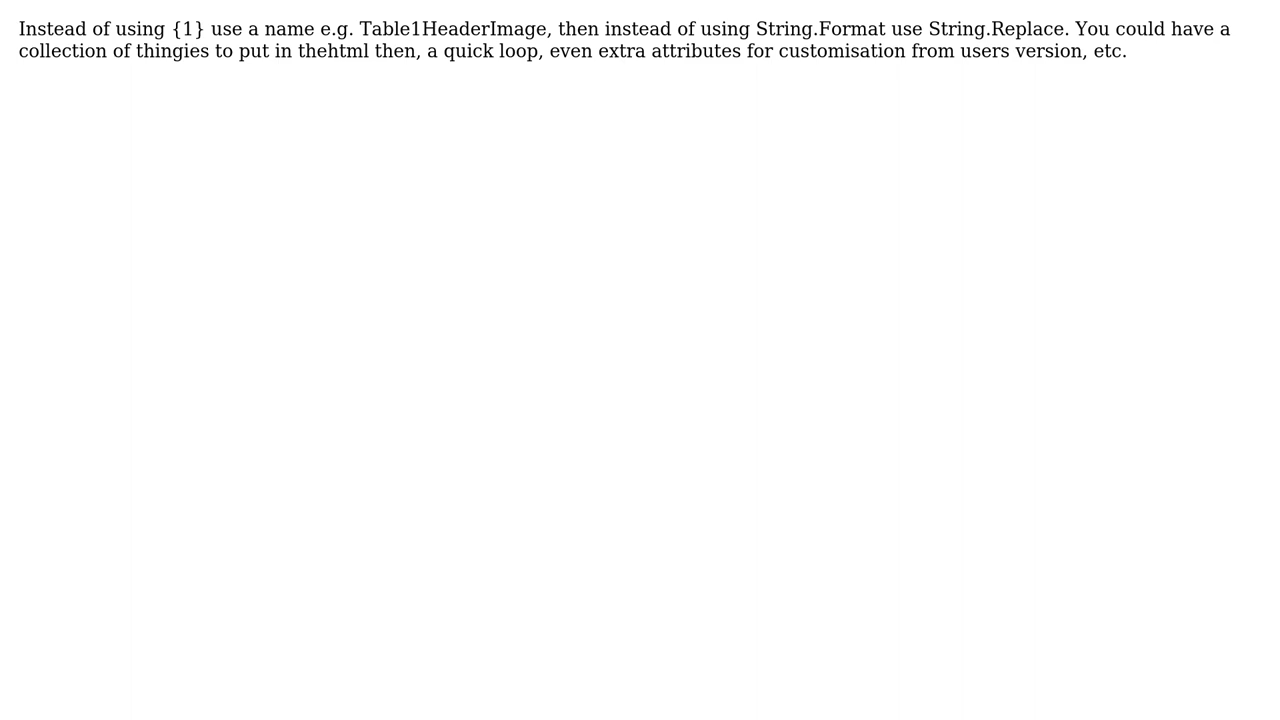 Instead of using {1} use a name e.g. Table1HeaderImage, then instead of using String.Format use String.Replace. You could have a
collection of thingies to put in thehtml then, a quick loop, even extra attributes for customisation from users version, etc.